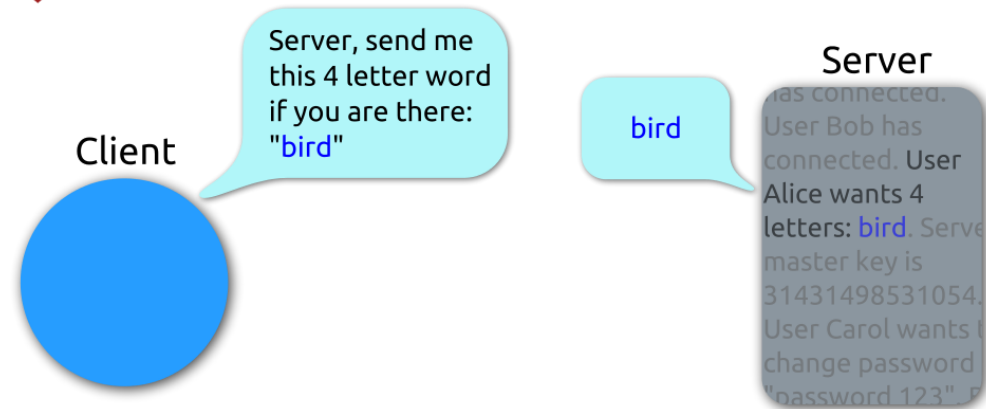 Server, send me
this 4 letter word
if you are there:
"bird"
Client
bird
Server
has connected.
User Bob has
connected. User
Alice wants 4
letters: bird. Serve
master key is
31431498531054.
User Carol wants t
change password
"password 123".